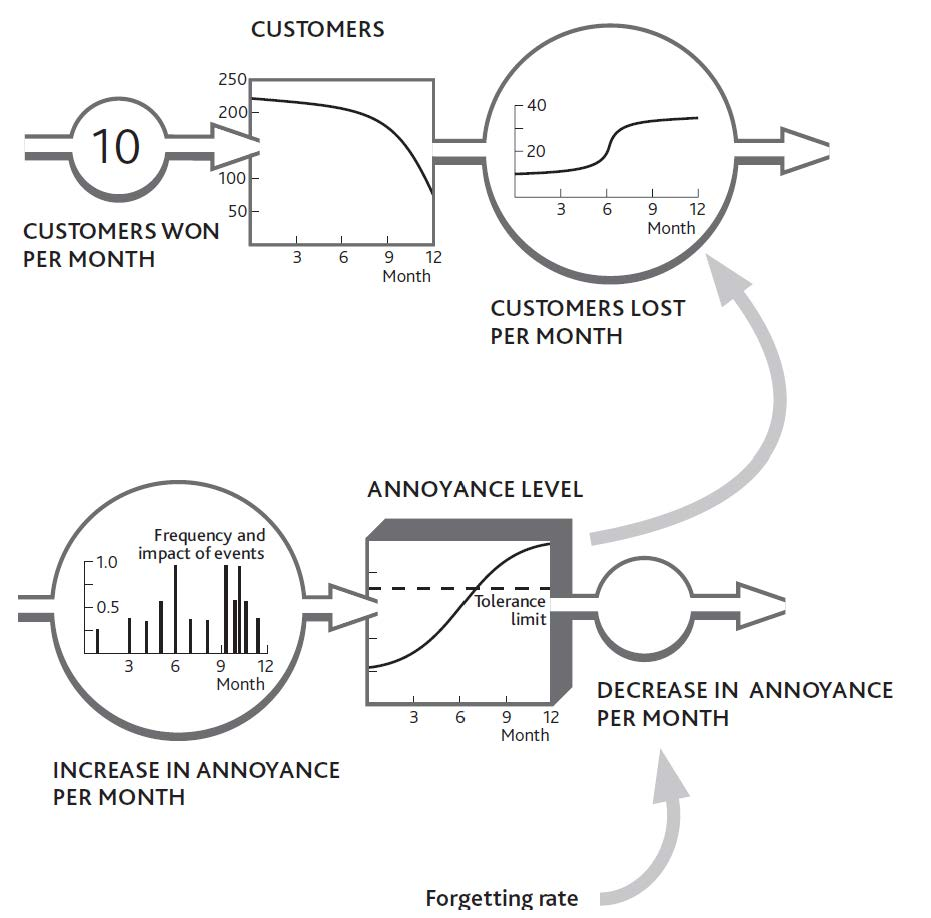 CUSTOMERS
250
200
100
50
3 6 9 12
Month
10
CUSTOMERS WON
PER MONTH
40
20
3 6 9 12
Month
CUSTOMERS LOST
PER MONTH
ANNOYANCE LEVEL
Tolerance
limit
3 6 9 12
Month
Frequency and
impact of events
1.0
0.5
3 6 9 12
Month
INCREASE IN ANNOYANCE
PER MONTH
DECREASE IN ANNOYANCE
PER MONTH
Forgetting rate